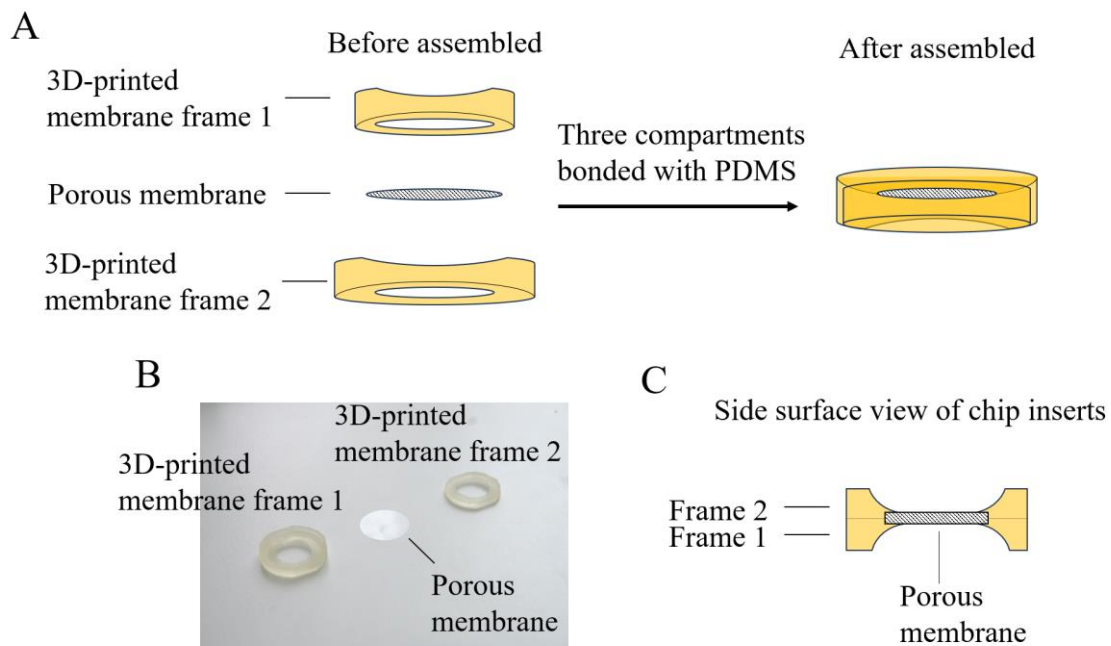 A
Before assembled
After assembled
3D-printed
membrane frame 1
Three compartments
bonded with PDMS
Porous membrane
3D-printed
membrane frame 2
B
3D-printed
membrane frame 2
3D-printed
membrane frame 1
Porous
membrane
C
Side surface view of chip inserts
Frame 2
Frame 1
Porous
membrane